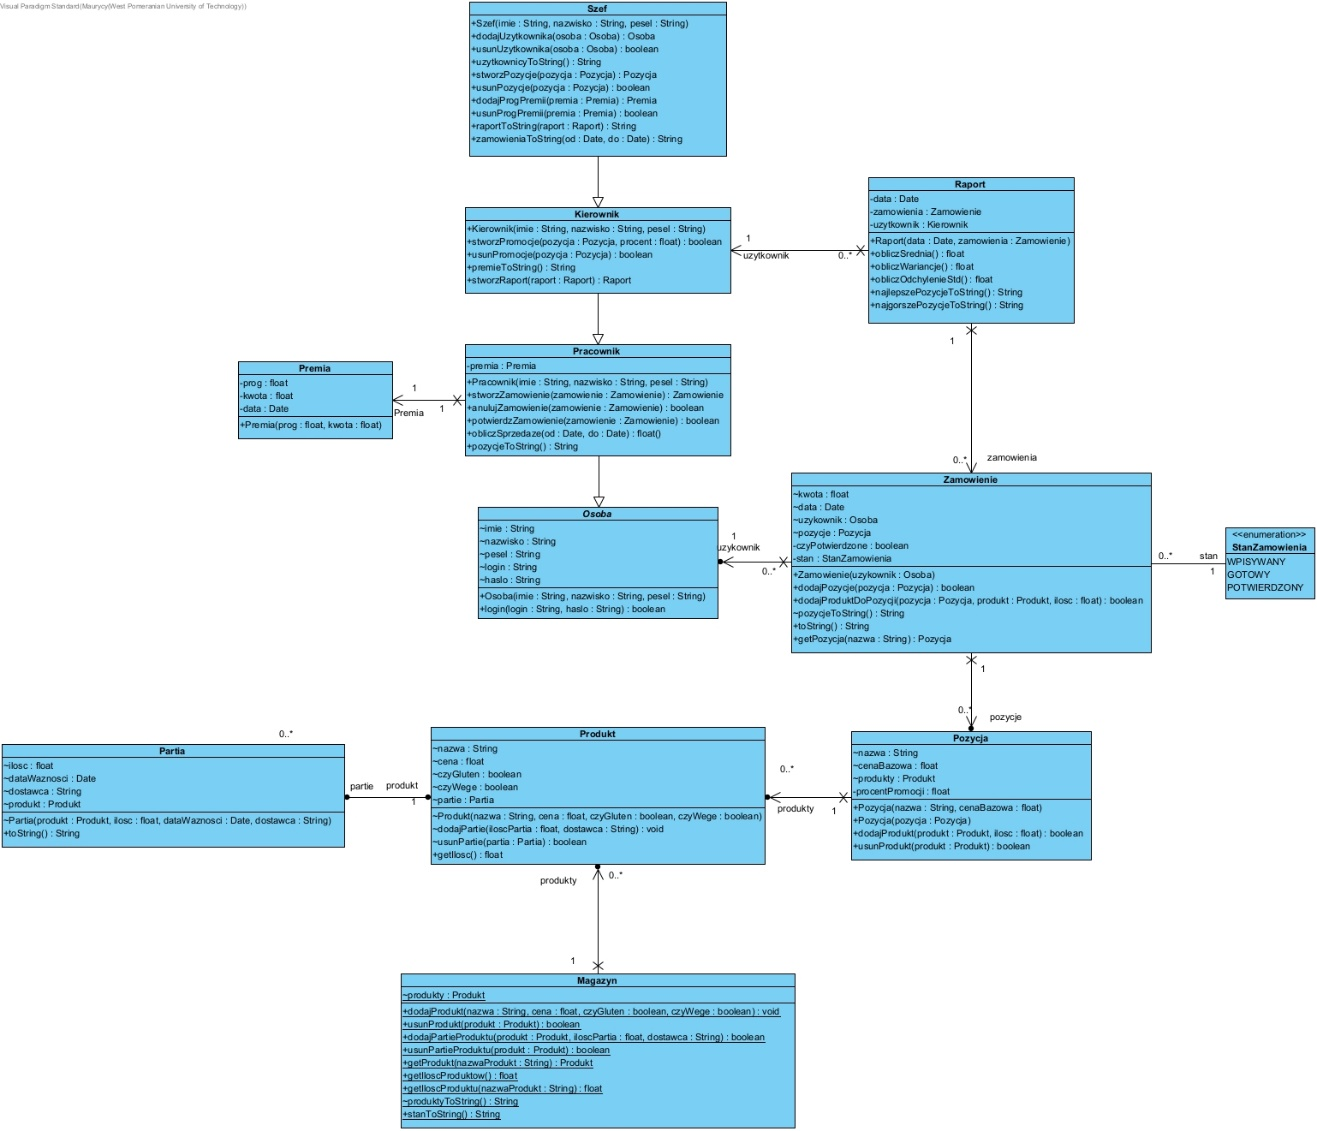 Visual Paradigm Standard(Maurycy(West Pomeranian University of Technology))
Szef
+Szef(imie : String, nazwisko : String, pesel : String)
+dodajUzytkownika(osoba : Osoba) : Osoba
+usunUzytkownika(osoba : Osoba) : boolean
+uzytkownicyToString() : String
+stworzPozycje(pozycja : Pozycja) : Pozycja
+usunPozycje(pozycja : Pozycja) : boolean
+dodajProgPremii(premia : Premia) : Premia
+usunProgPremii(premia : Premia) : boolean
+raportToString(raport : Raport) : String
+zamowieniaToString(od : Date, do : Date) : String
Kierownik
+Kierownik(imie : String, nazwisko : String, pesel : String)
+stworzPromocje(pozycja : Pozycja, procent : float) : boolean
+usunPromocje(pozycja : Pozycja) : boolean
+premieToString() : String
+stworzRaport(raport : Raport) : Raport
1
uzytkownik
0..*
Raport
-data : Date
-zamowienia : Zamowienie
-uzytkownik : Kierownik
+Raport(data : Date, zamowienia : Zamowienie)
+obliczSrednia() : float
+obliczWariancje() : float
+obliczOdchylenieStd() : float
+najlepszePozycjeToString() : String
+najgorszePozycjeToString() : String
1
0..*
zamowienia
Premia
-prog : float
-kwota : float
-data : Date
+Premia(prog : float, kwota : float)
1
Premia
1
Pracownik
-premia : Premia
+Pracownik(imie : String, nazwisko : String, pesel : String)
+stworzZamowienie(zamowienie : Zamowienie) : Zamowienie
+anulujZamowienie(zamowienie : Zamowienie) : boolean
+potwierdzZamowienie(zamowienie : Zamowienie) : boolean
+obliczSprzedaze(od : Date, do : Date) : float()
+pozycjeToString() : String
Osoba
~imie : String
~nazwisko : String
~pesel : String
~login : String
~haslo : String
+Osoba(imie : String, nazwisko : String, pesel : String)
+login(login : String, haslo : String) : boolean
1
uzykownik
0..*
Zamowienie
~kwota : float
~data : Date
~uzykownik : Osoba
~pozycje : Pozycja
-czyPotwierdzone : boolean
-stan : StanZamowienia
+Zamowienie(uzykownik : Osoba)
+dodajPozycje(pozycja : Pozycja) : boolean
+dodajProduktDoPozycji(pozycja : Pozycja, produkt : Produkt, ilosc : float) : boolean
~pozycjeToString() : String
+toString() : String
+getPozycja(nazwa : String) : Pozycja
0..*
stan
1
<<enumeration>>
StanZamowienia
WPISYWANY
GOTOWY
POTWIERDZONY
1
0..*
pozycje
Partia
~ilosc : float
~dataWaznosci : Date
~dostawca : String
~produkt : Produkt
~Partia(produkt : Produkt, ilosc : float, dataWaznosci : Date, dostawca : String)
+toString() : String
0..*
partie
produkt
1
Produkt
~nazwa : String
~cena : float
~czyGluten : boolean
~czyWege : boolean
~partie : Partia
~Produkt(nazwa : String, cena : float, czyGluten : boolean, czyWege : boolean)
~dodajPartie(iloscPartia : float, dostawca : String) : void
~usunPartie(partia : Partia) : boolean
+getIlosc() : float
0..*
produkty
1
Pozycja
~nazwa : String
~cenaBazowa : float
~produkty : Produkt
-procentPromocji : float
+Pozycja(nazwa : String, cenaBazowa : float)
+Pozycja(pozycja : Pozycja)
+dodajProdukt(produkt : Produkt, ilosc : float) : boolean
+usunProdukt(produkt : Produkt) : boolean
produkty
0..*
1
Magazyn
~produkty : Produkt
+dodajProdukt(nazwa : String, cena : float, czyGluten : boolean, czyWege : boolean) : void
+usunProdukt(produkt : Produkt) : boolean
+dodajPartieProduktu(produkt : Produkt, iloscPartia : float, dostawca : String) : boolean
+usunPartieProduktu(produkt : Produkt) : boolean
+getProdukt(nazwaProdukt : String) : Produkt
+getIloscProduktow() : float
+getIloscProduktu(nazwaProdukt : String) : float
~produktyToString() : String
+stanToString() : String